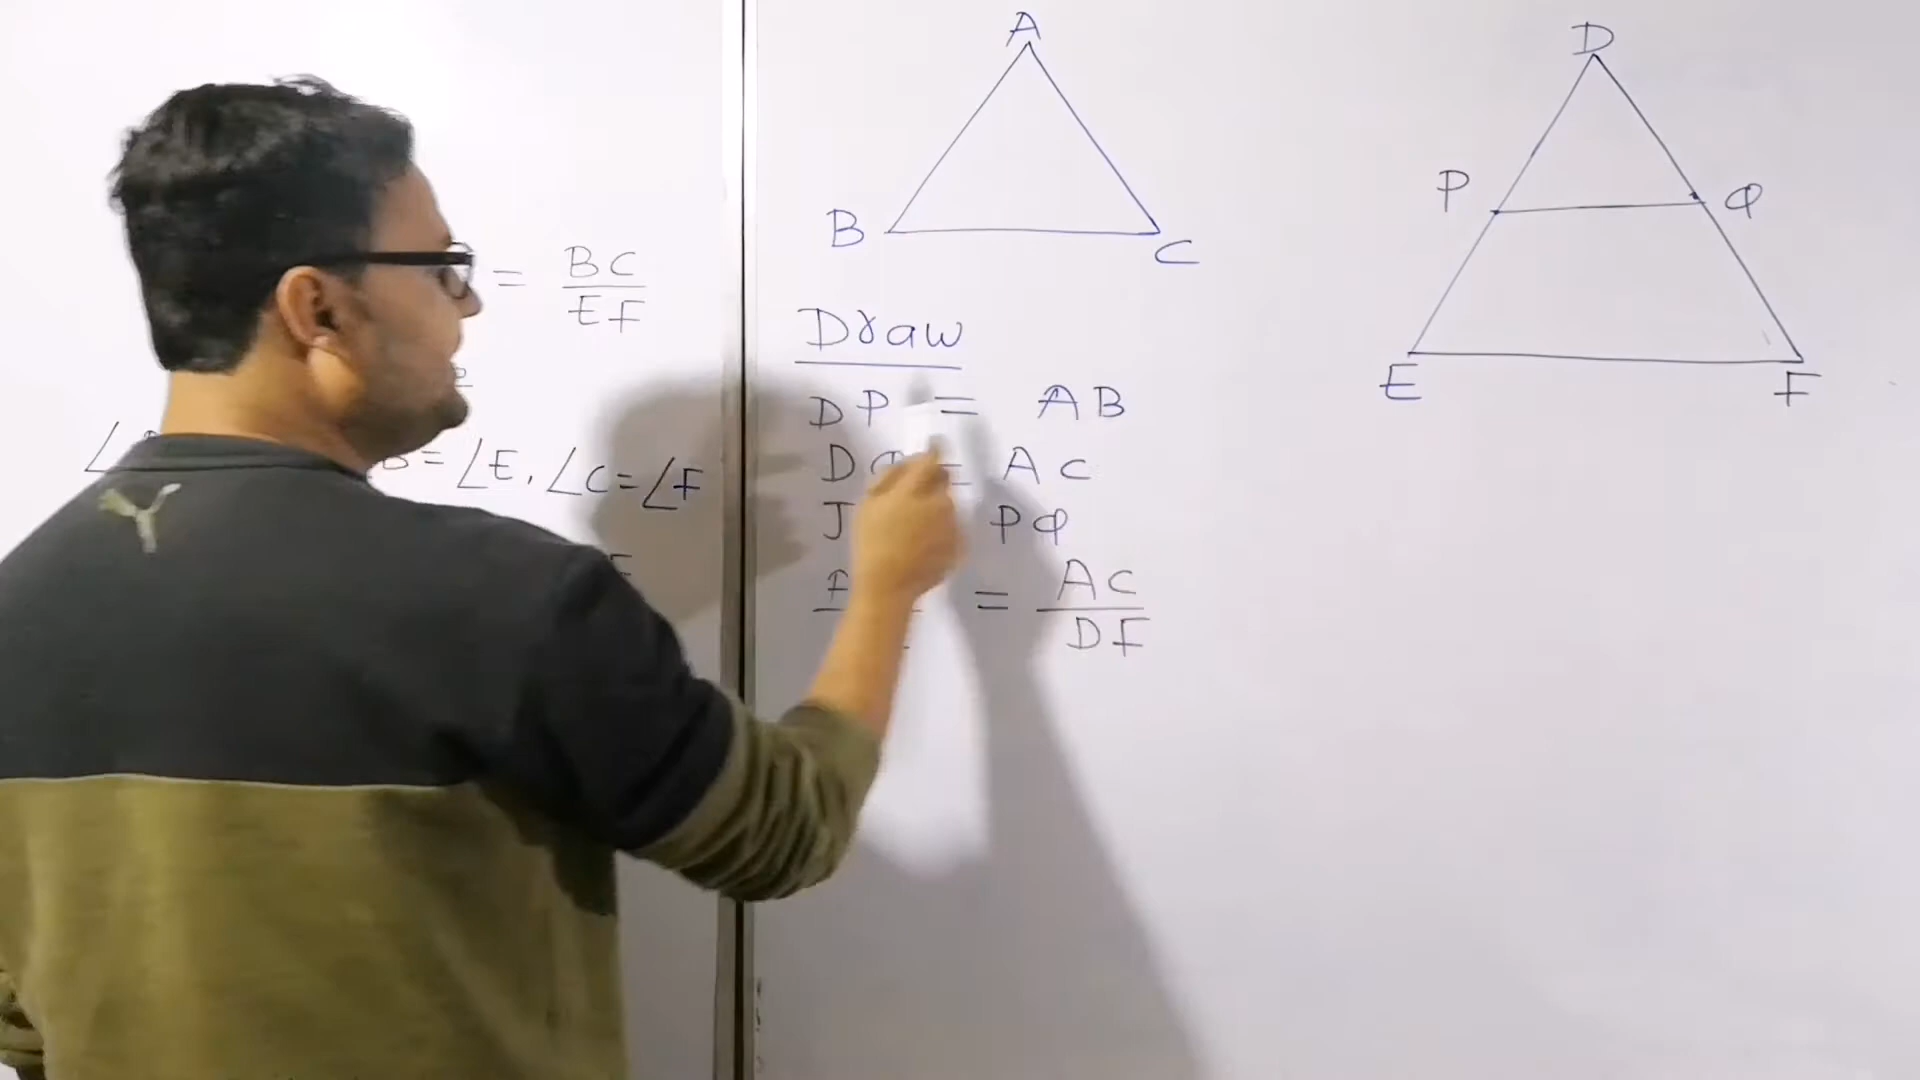 = BC
EF
B = ∠E, ∠C = ∠F
A
B
C
D
P
Q
E
F
Draw
DP = AB
DQ = AC
J PQ
= AC
DF